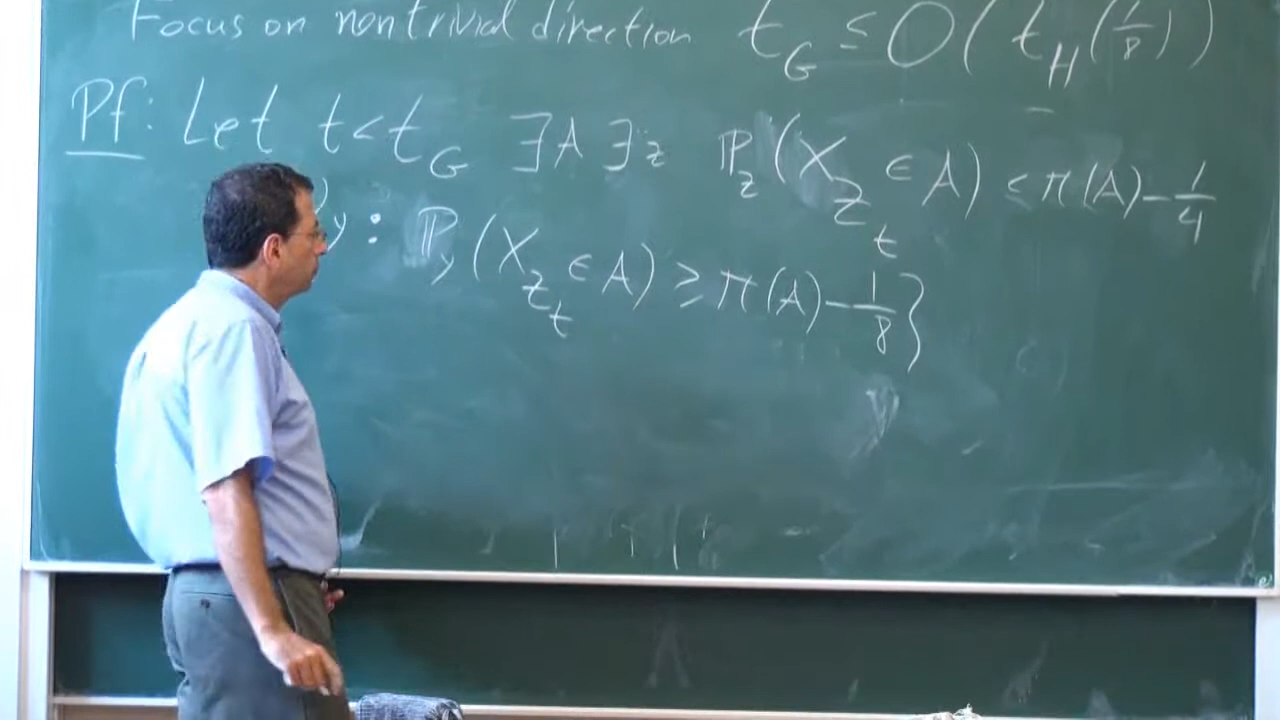 Focus on nontrivial direction t_G ≤ O(t_H(1/8))
Pf: Let t < t_G ∃A ∃z ℙ_z(X_{Z_t} ∈ A) < π(A) - 1/4
y: ℙ_y(X_{Z_t} ∈ A) ≥ π(A) - 1/8}